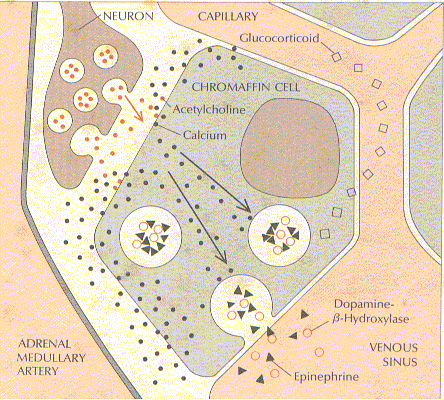 NEURON
CAPILLARY
Glucocorticoid
CHROMAFFIN CELL
Acetylcholine
Calcium
Dopamine-
β-Hydroxylase
ADRENAL
MEDULLARY
ARTERY
VENOUS
SINUS
Epinephrine